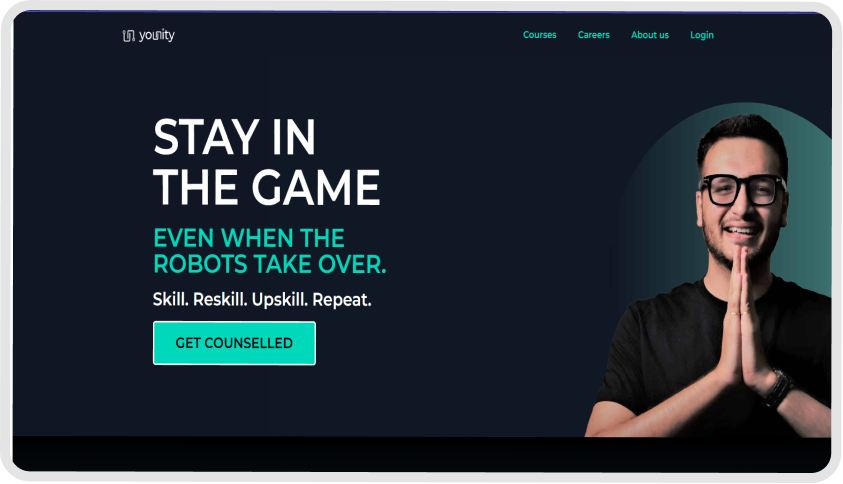 younity
Courses Careers About us Login
STAY IN
THE GAME
EVEN WHEN THE
ROBOTS TAKE OVER.
Skill. Reskill. Upskill. Repeat.
GET COUNSELLED